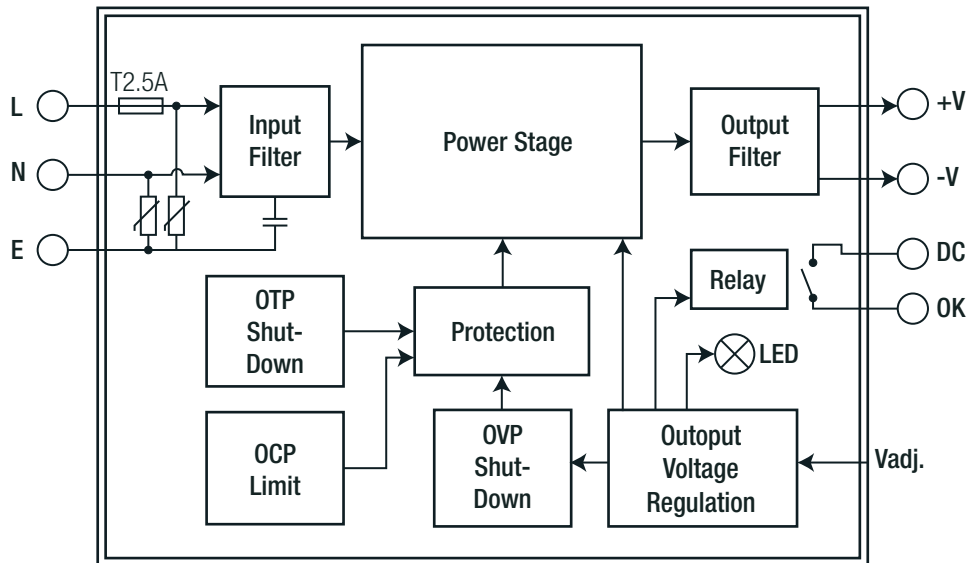 T2.5A
L
N
E
Input
Filter
Power Stage
Output
Filter
+V
-V
DC
OK
Relay
LED
OTP
Shut-
Down
Protection
OCP
Limit
OVP
Shut-
Down
Outoput
Voltage
Regulation
Vadj.